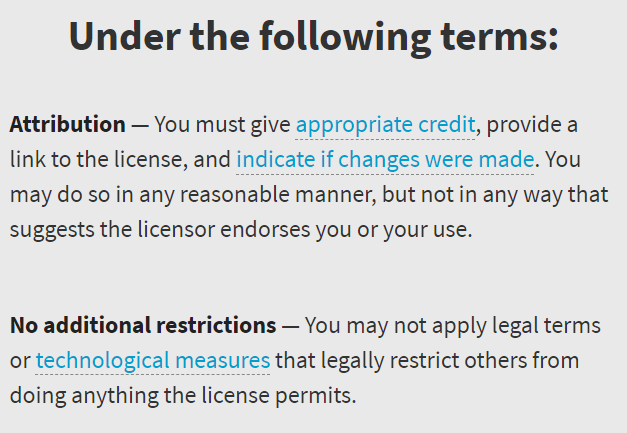 Under the following terms:
Attribution — You must give appropriate credit, provide a
link to the license, and indicate if changes were made. You
may do so in any reasonable manner, but not in any way that
suggests the licensor endorses you or your use.
No additional restrictions — You may not apply legal terms
or technological measures that legally restrict others from
doing anything the license permits.